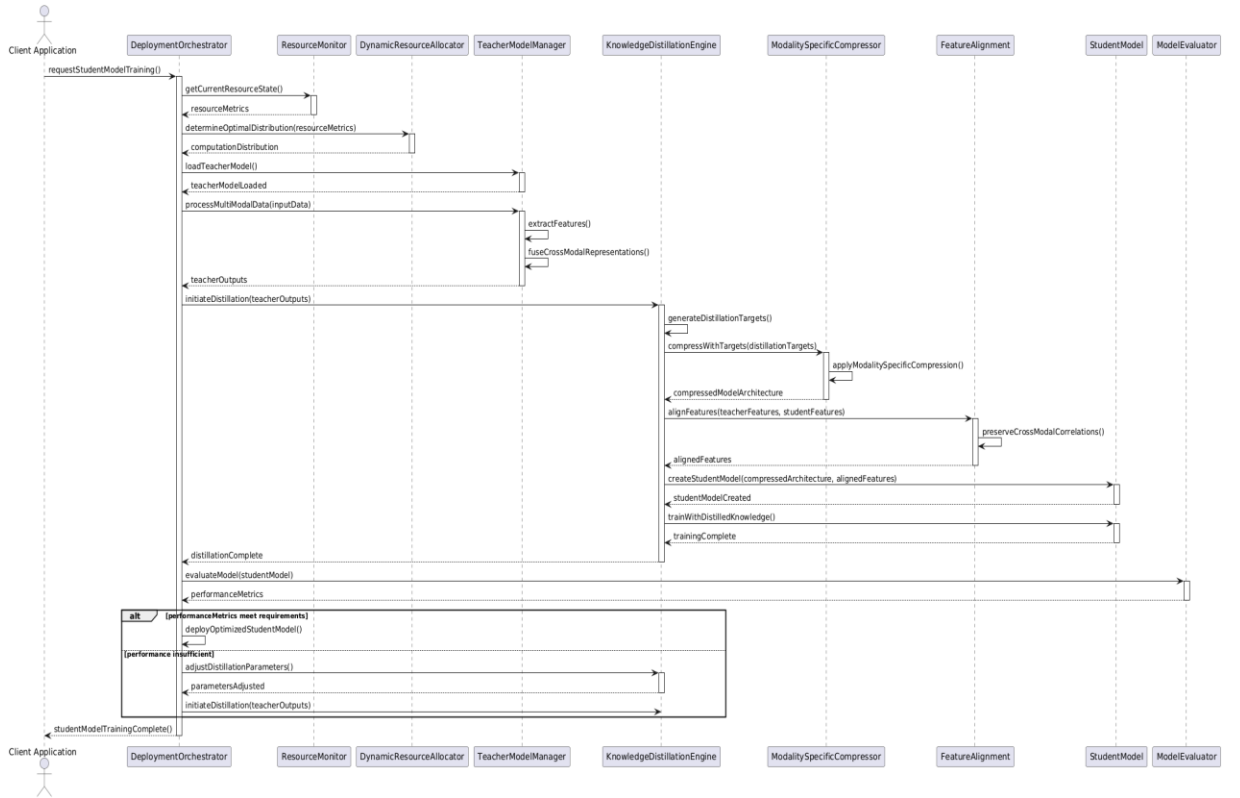 Client Application
DeploymentOrchestrator
ResourceMonitor
DynamicResourceAllocator
TeacherModelManager
KnowledgeDistillationEngine
ModalitySpecificCompressor
FeatureAlignment
StudentModel
ModelEvaluator
requestStudentModelTraining()
getCurrentResourceState()
resourceMetrics
determineOptimalDistribution(resourceMetrics)
computationDistribution
loadTeacherModel()
teacherModelLoaded
processMultiModalData(inputData)
extractFeatures()
fuseCrossModalRepresentations()
teacherOutputs
initiateDistillation(teacherOutputs)
generateDistillationTargets()
compressWithTargets(distillationTargets)
applyModalitySpecificCompression()
compressedModelArchitecture
alignFeatures(teacherFeatures, studentFeatures)
preserveCrossModalCorrelations()
alignedFeatures
createStudentModel(compressedArchitecture, alignedFeatures)
studentModelCreated
trainWithDistilledKnowledge()
trainingComplete
distillationComplete
evaluateModel(studentModel)
performanceMetrics
alt [performanceMetrics meet requirements]
deployOptimizedStudentModel()
[performance insufficient]
adjustDistillationParameters()
parametersAdjusted
initiateDistillation(teacherOutputs)
studentModelTrainingComplete()
Client Application
DeploymentOrchestrator
ResourceMonitor
DynamicResourceAllocator
TeacherModelManager
KnowledgeDistillationEngine
ModalitySpecificCompressor
FeatureAlignment
StudentModel
ModelEvaluator